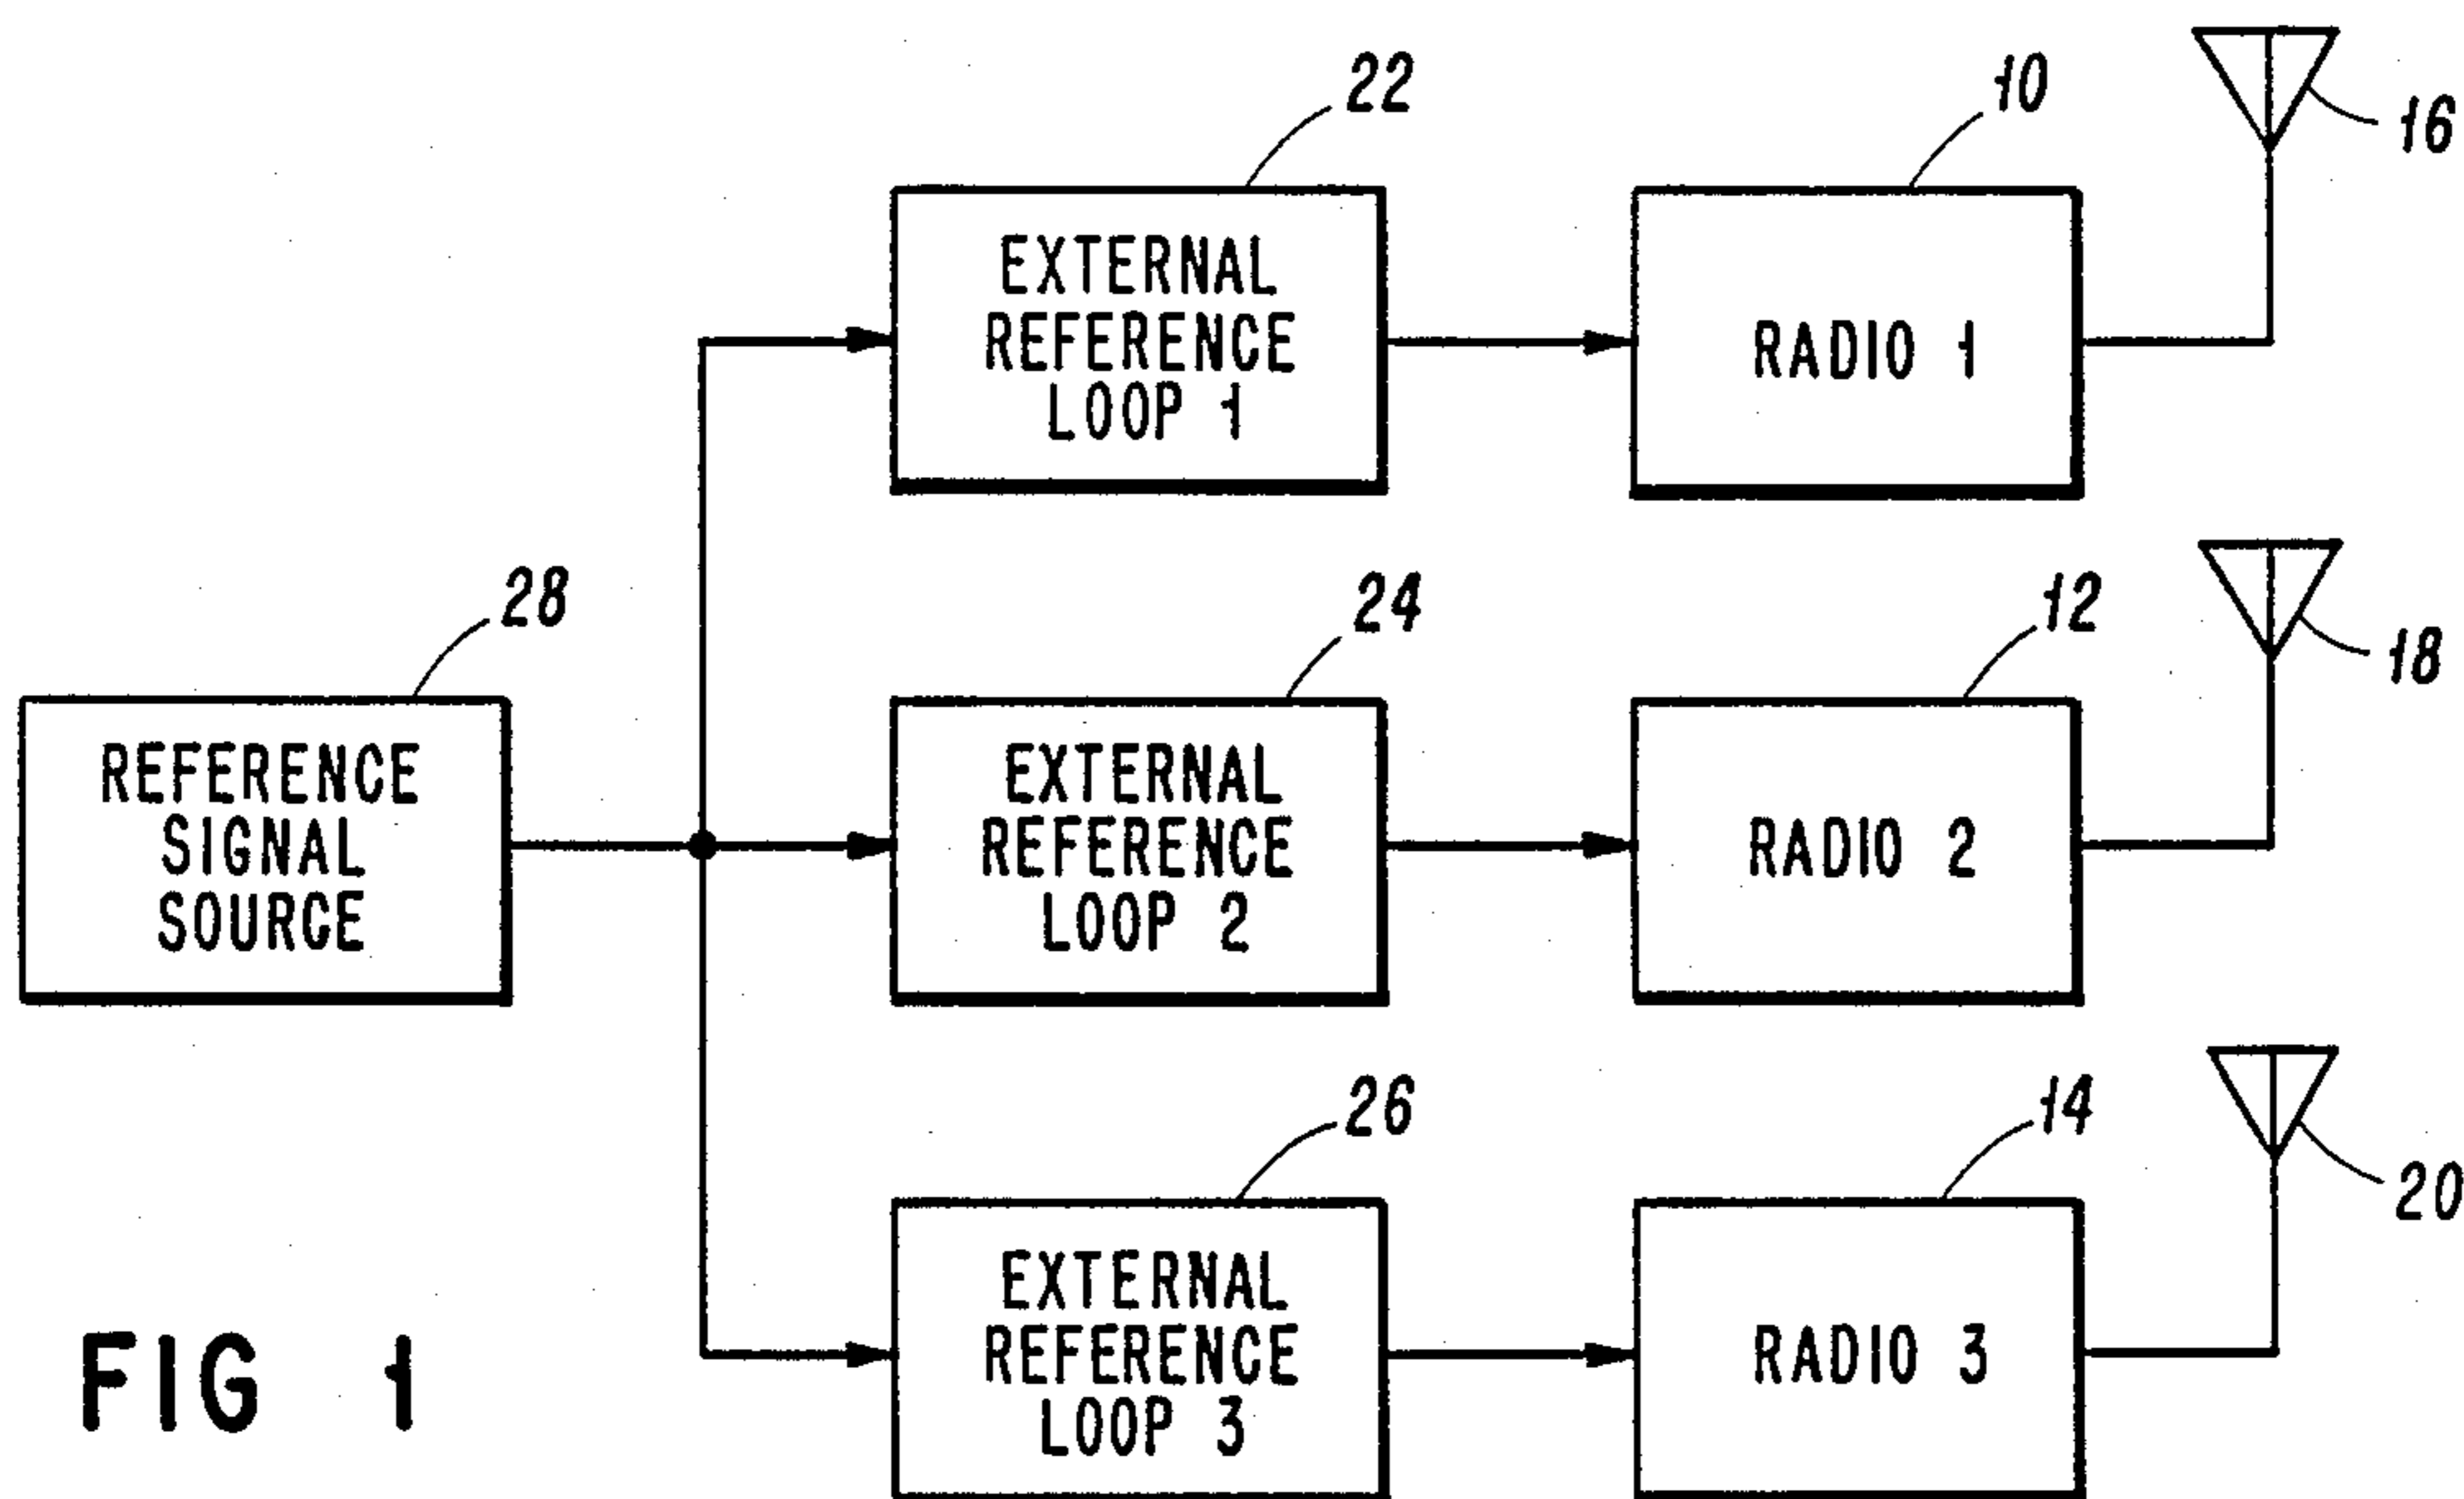 22
10
16
EXTERNAL
REFERENCE
LOOP 1
RADIO 1
28
24
12
18
REFERENCE
SIGNAL
SOURCE
EXTERNAL
REFERENCE
LOOP 2
RADIO 2
26
14
20
EXTERNAL
REFERENCE
LOOP 3
RADIO 3
FIG 1